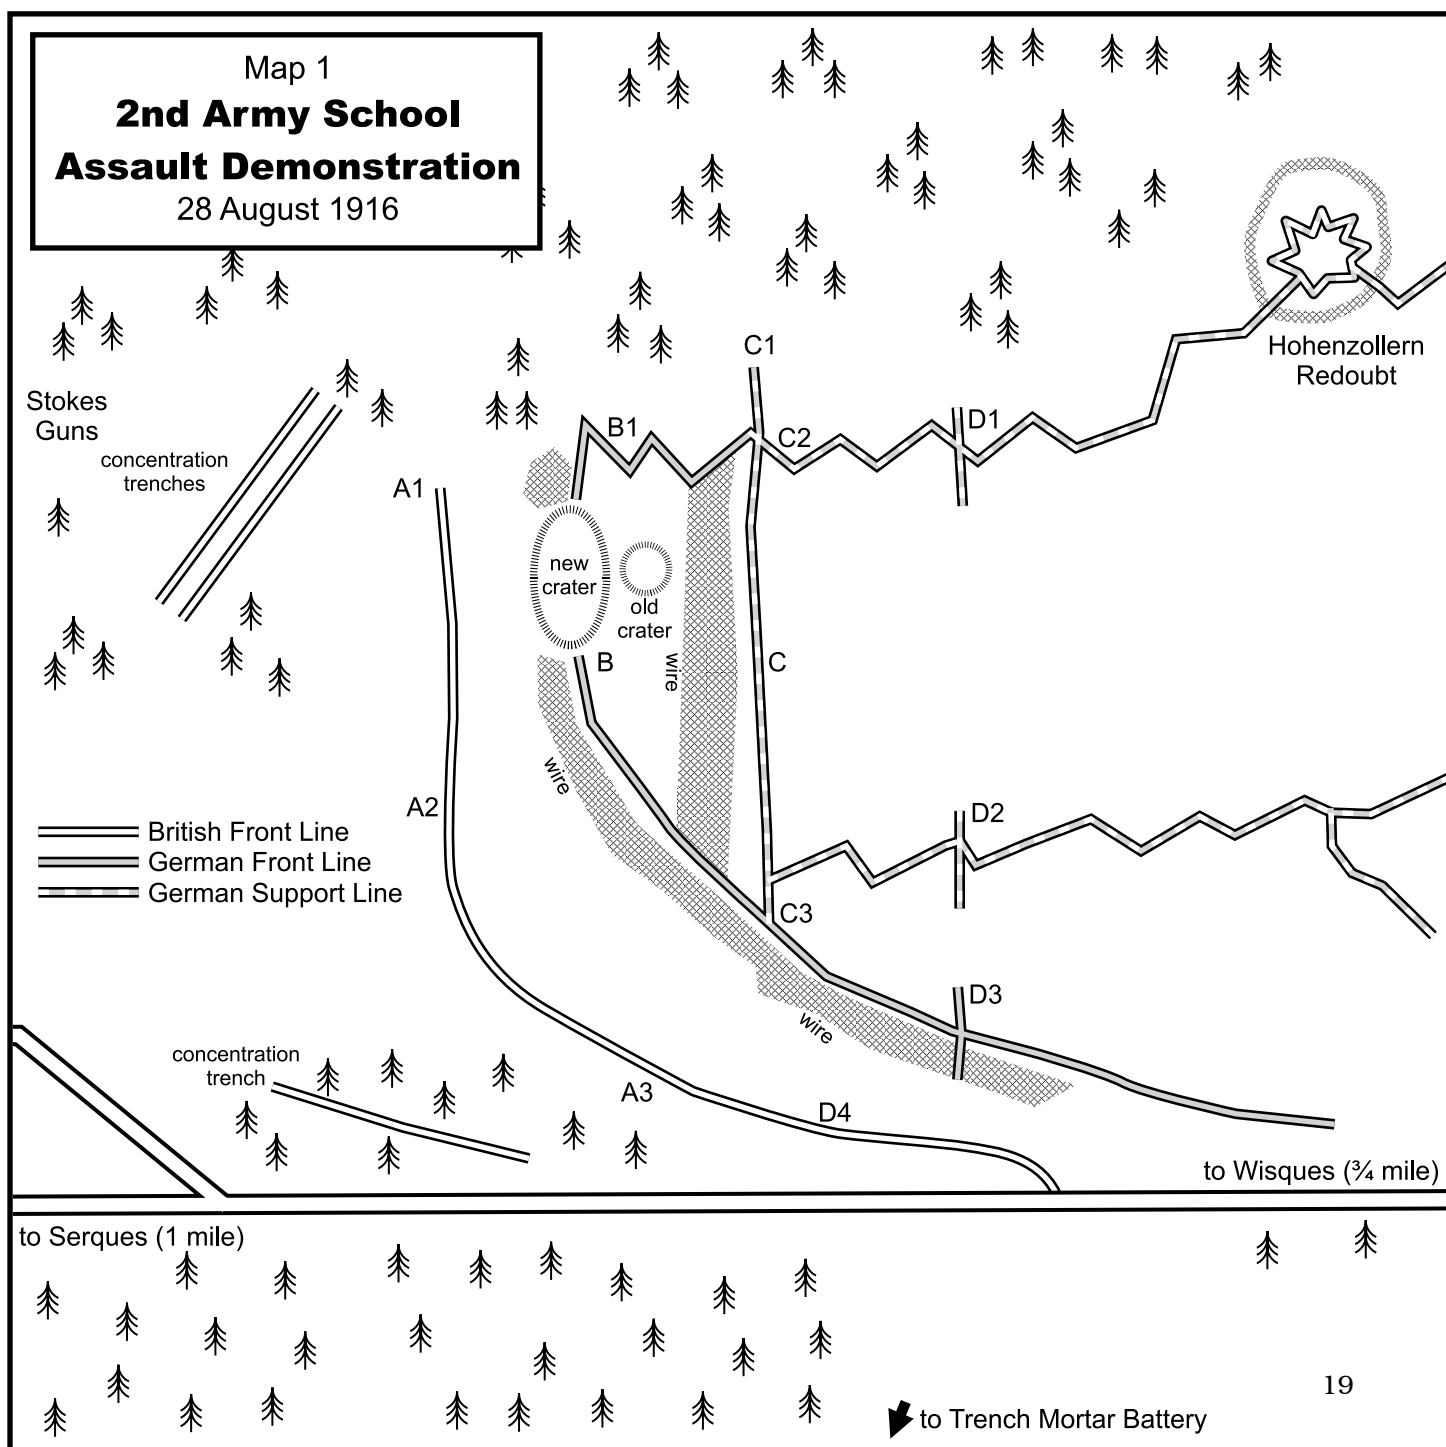 Map 1
2nd Army School
Assault Demonstration
28 August 1916
Hohenzollern
Redoubt
C1
Stokes
Guns
B1
C2
D1
concentration
trenches
A1
new
crater
old
crater
B
wire
C
wire
A2
D2
British Front Line
German Front Line
German Support Line
C3
D3
wire
concentration
trench
A3
D4
to Wisques (¾ mile)
to Serques (1 mile)
19
to Trench Mortar Battery